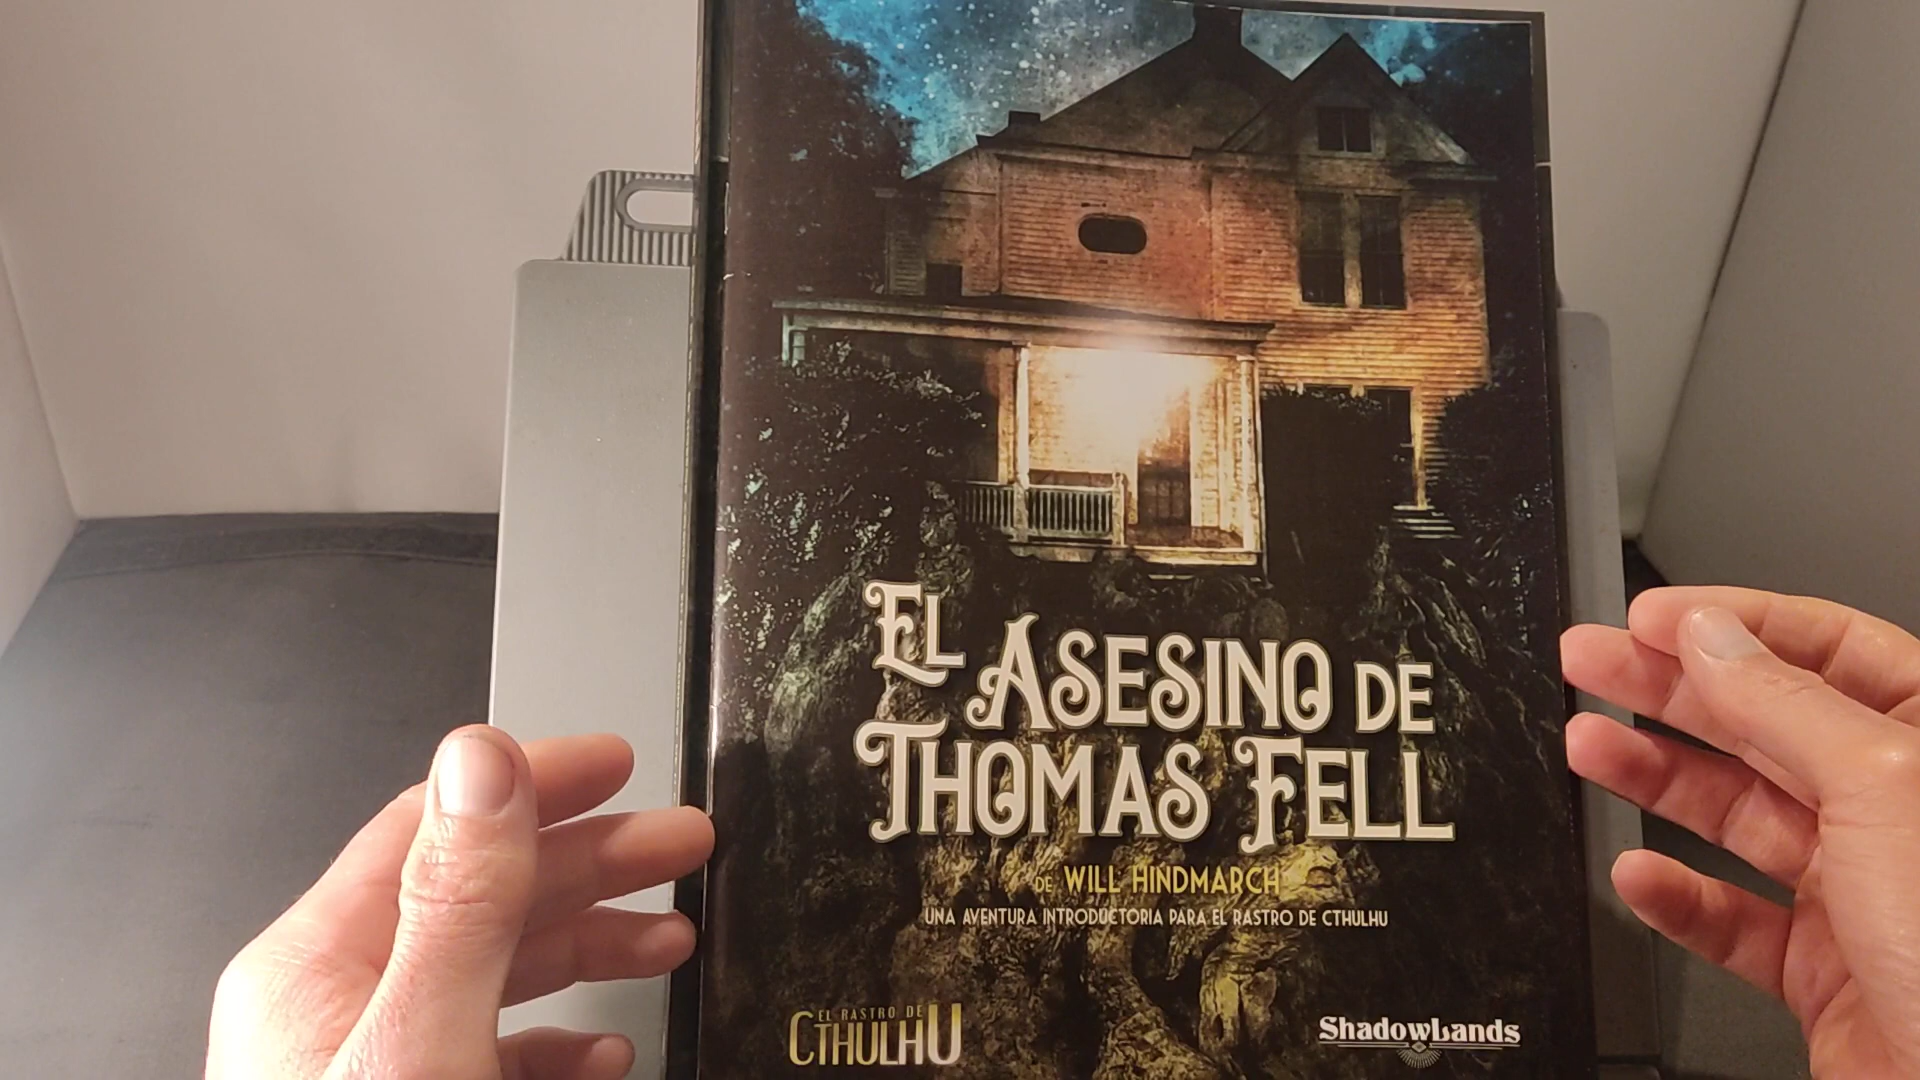 EL ASESINO DE
THOMAS FELL
DE WILL HINDMARCH
UNA AVENTURA INTRODUCTORIA PARA EL RASTRO DE CTHULHU
EL RASTRO DE
CTHULHU
ShadowLands